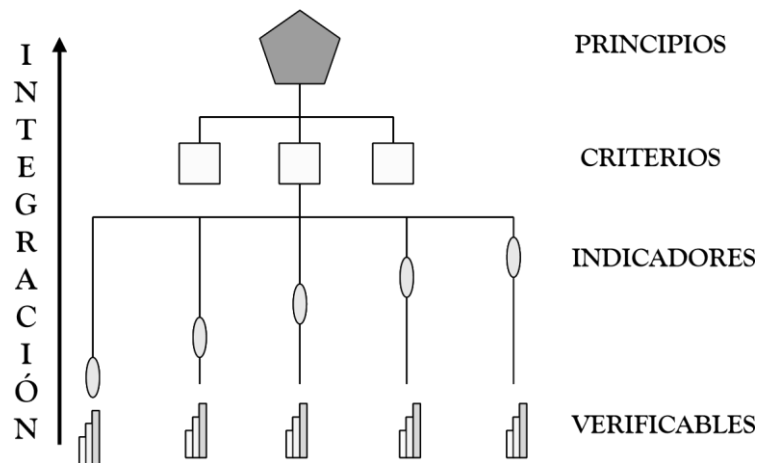 INTEGRACIÓN
PRINCIPIOS
CRITERIOS
INDICADORES
VERIFICABLES